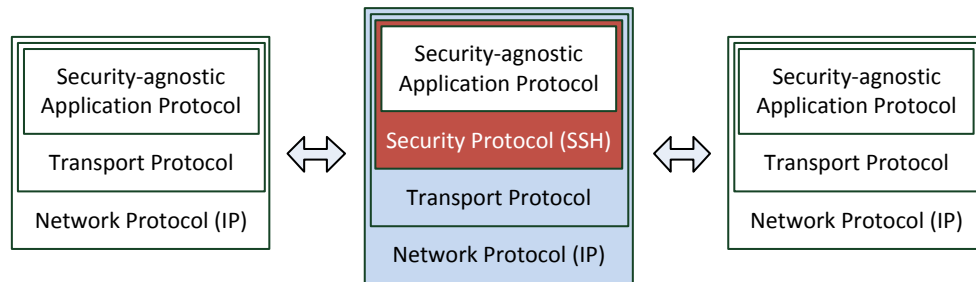 Security-agnostic
Application Protocol
Transport Protocol
Network Protocol (IP)
Security-agnostic
Application Protocol
Security Protocol (SSH)
Transport Protocol
Network Protocol (IP)
Security-agnostic
Application Protocol
Transport Protocol
Network Protocol (IP)